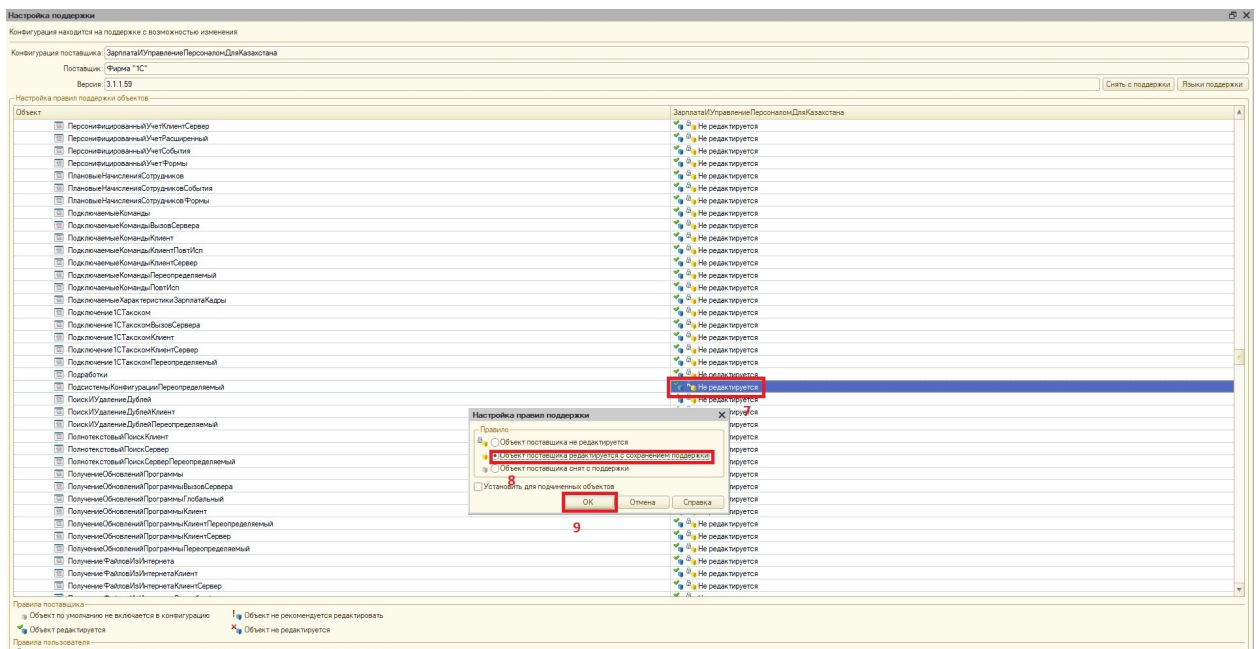 Настройка поддержки
Конфигурация находится на поддержке с возможностью изменения
Конфигурация поставщика: ЗарплатаИУправлениеПерсоналомДляКазахстана
Поставщик: Фирма "1С"
Версия: 3.1.1.59 Снять с поддержки Языки поддержки
Настройка правил поддержки объектов
Объект ЗарплатаИУправлениеПерсоналомДляКазахстана
ПерсонифицированныйУчетКлиентСервер Не редактируется
ПерсонифицированныйУчетРасширенный Не редактируется
ПерсонифицированныйУчетСобытия Не редактируется
ПерсонифицированныйУчетФормы Не редактируется
ПлановыеНачисленияСотрудников Не редактируется
ПлановыеНачисленияСотрудниковСобытия Не редактируется
ПлановыеНачисленияСотрудниковФормы Не редактируется
ПодключаемыеКоманды Не редактируется
ПодключаемыеКомандыВызовСервера Не редактируется
ПодключаемыеКомандыКлиент Не редактируется
ПодключаемыеКомандыКлиентПовтИсп Не редактируется
ПодключаемыеКомандыКлиентСервер Не редактируется
ПодключаемыеКомандыПереопределяемый Не редактируется
ПодключаемыеКомандыПовтИсп Не редактируется
ПодключаемыеХарактеристикиЗарплатаКадры Не редактируется
Подключение1СТакском Не редактируется
Подключение1СТакскомВызовСервера Не редактируется
Подключение1СТакскомКлиент Не редактируется
Подключение1СТакскомКлиентСервер Не редактируется
Подключение1СТакскомПереопределяемый Не редактируется
Подработки Не редактируется
ПодсистемыКонфигурацииПереопределяемый Не редактируется
7
ПоискИУдалениеДублей Не редактируется
ПоискИУдалениеДублейКлиент тируется
ПоискИУдалениеДублейПереопределяемый тируется
ПолнотекстовыйПоискКлиент тируется
ПолнотекстовыйПоискСервер тируется
ПолнотекстовыйПоискСерверПереопределяемый тируется
ПолучениеОбновленийПрограммы тируется
ПолучениеОбновленийПрограммыВызовСервера тируется
ПолучениеОбновленийПрограммыГлобальный тируется
ПолучениеОбновленийПрограммыКлиент тируется
ПолучениеОбновленийПрограммыКлиентПереопределяемый Не редактируется
ПолучениеОбновленийПрограммыКлиентСервер Не редактируется
ПолучениеОбновленийПрограммыПереопределяемый Не редактируется
ПолучениеФайловИзИнтернета Не редактируется
ПолучениеФайловИзИнтернетаКлиент Не редактируется
ПолучениеФайловИзИнтернетаКлиентСервер Не редактируется
Настройка правил поддержки
Правило
Объект поставщика не редактируется
Объект поставщика редактируется с сохранением поддержки
Объект поставщика снят с поддержки
8
Установить для подчиненных объектов
ОК Отмена Справка
9
Правила поставщика
Объект по умолчанию не включается в конфигурацию Объект не рекомендуется редактировать
Объект редактируется Объект не редактируется
Правила пользователя